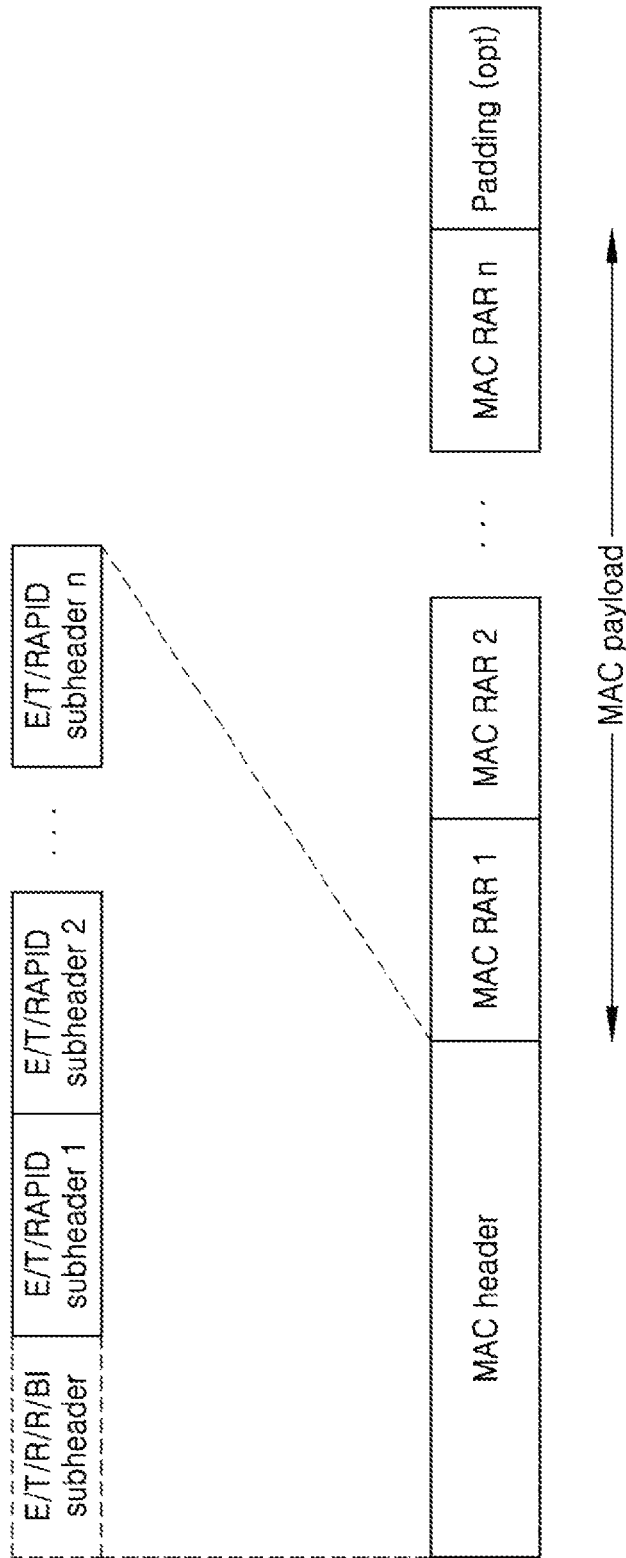 E/T/R/R/BI
subheader
E/T/RAPID
subheader 1
E/T/RAPID
subheader 2
. . .
E/T/RAPID
subheader n
MAC header
MAC RAR 1
MAC RAR 2
. . .
MAC RAR n
Padding (opt)
MAC payload